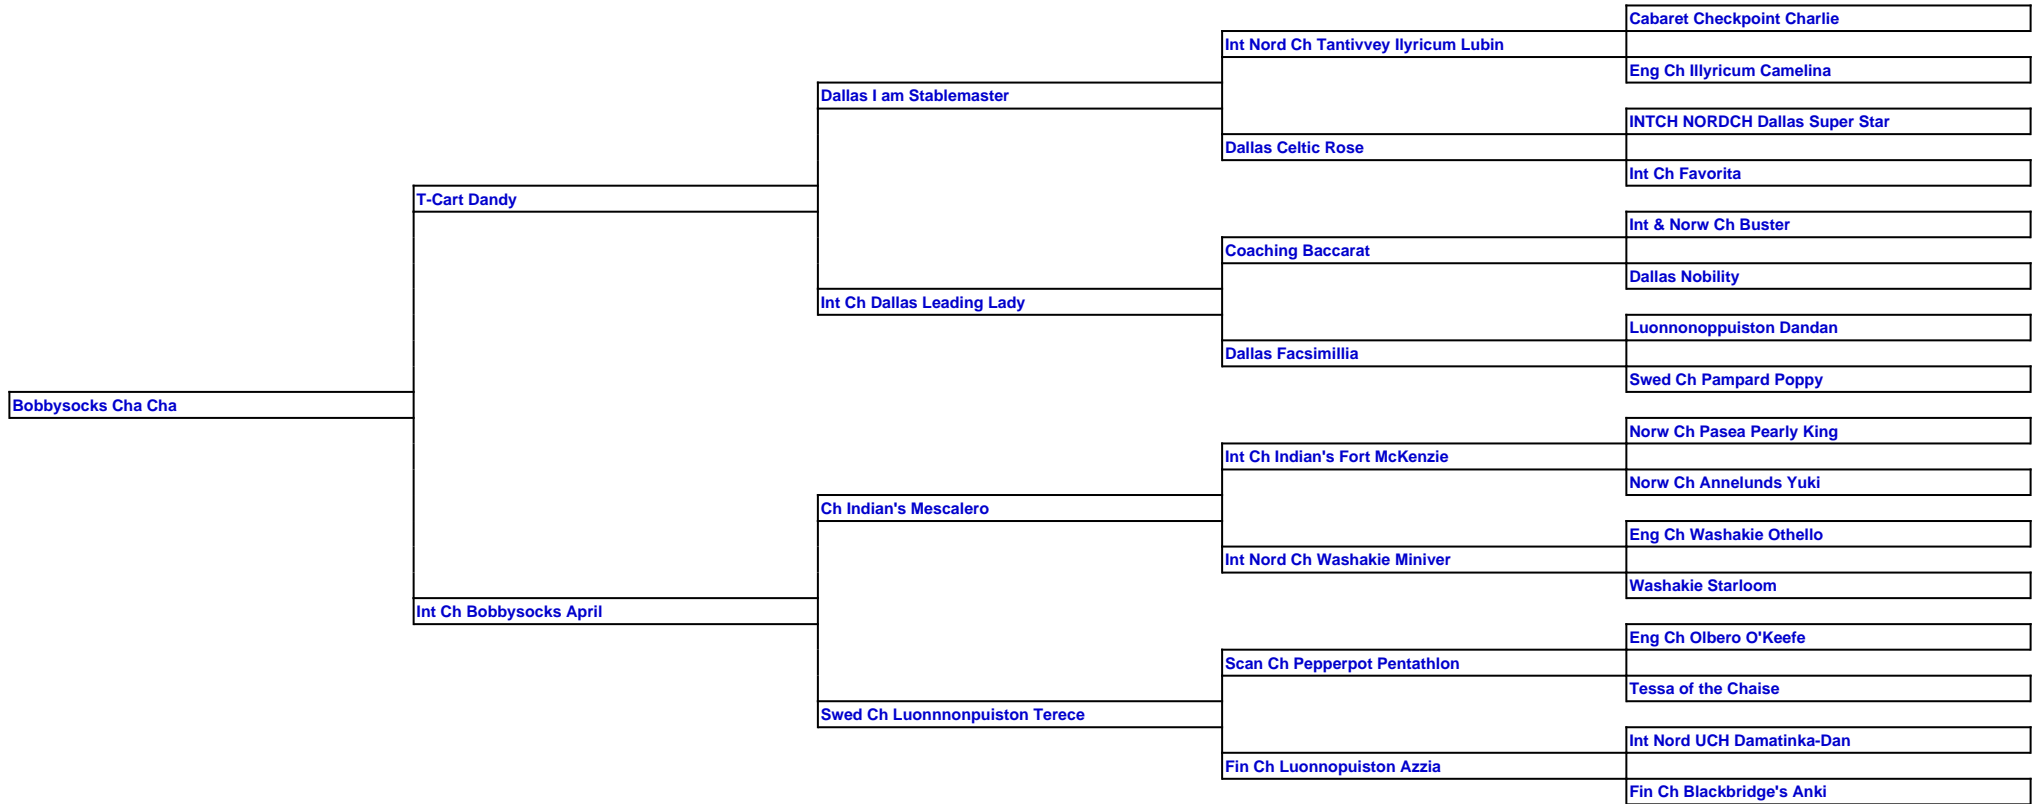 Cabaret Checkpoint Charlie
Int Nord Ch Tantivvey Ilyricum Lubin
Eng Ch Illyricum Camelina
Dallas I am Stablemaster
INTCH NORDCH Dallas Super Star
Dallas Celtic Rose
Int Ch Favorita
T-Cart Dandy
Int & Norw Ch Buster
Coaching Baccarat
Dallas Nobility
Int Ch Dallas Leading Lady
Luonnonoppuiston Dandan
Dallas Facsimillia
Swed Ch Pampard Poppy
Bobbysocks Cha Cha
Norw Ch Pasea Pearly King
Int Ch Indian's Fort McKenzie
Norw Ch Annelunds Yuki
Ch Indian's Mescalero
Eng Ch Washakie Othello
Int Nord Ch Washakie Miniver
Washakie Starloom
Int Ch Bobbysocks April
Eng Ch Olbero O'Keefe
Scan Ch Pepperpot Pentathlon
Tessa of the Chaise
Swed Ch Luonnnonpuiston Terece
Int Nord UCH Damatinka-Dan
Fin Ch Luonnopuiston Azzia
Fin Ch Blackbridge's Anki